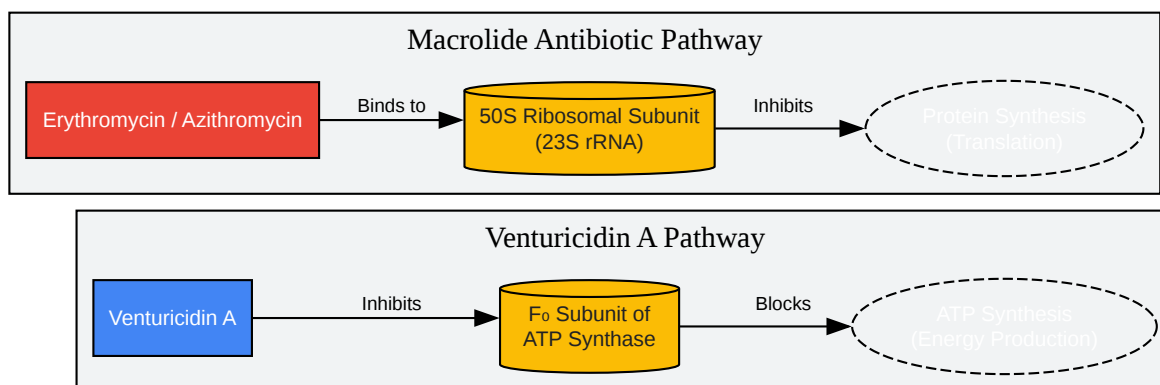 Macrolide Antibiotic Pathway
Erythromycin / Azithromycin
Binds to
50S Ribosomal Subunit
(23S rRNA)
Inhibits
Protein Synthesis
(Translation)
Venturicidin A Pathway
Venturicidin A
Inhibits
F₀ Subunit of
ATP Synthase
Blocks
ATP Synthesis
(Energy Production)